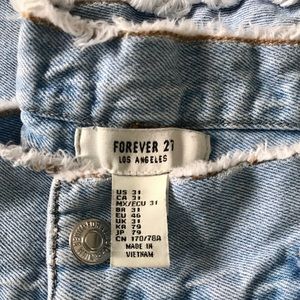 FOREVER 21
LOS ANGELES
US 31
CA 31
MX/ECU 31
BR 31
EU 46
UK 31
KA 79
JP 79
CN 170/78A
MADE IN
VIETNAM